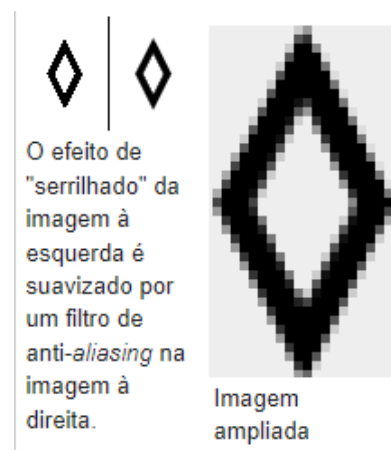 O efeito de
"serrilhado" da
imagem à
esquerda é
suavizado por
um filtro de
anti-aliasing na
imagem à
direita.
Imagem
ampliada